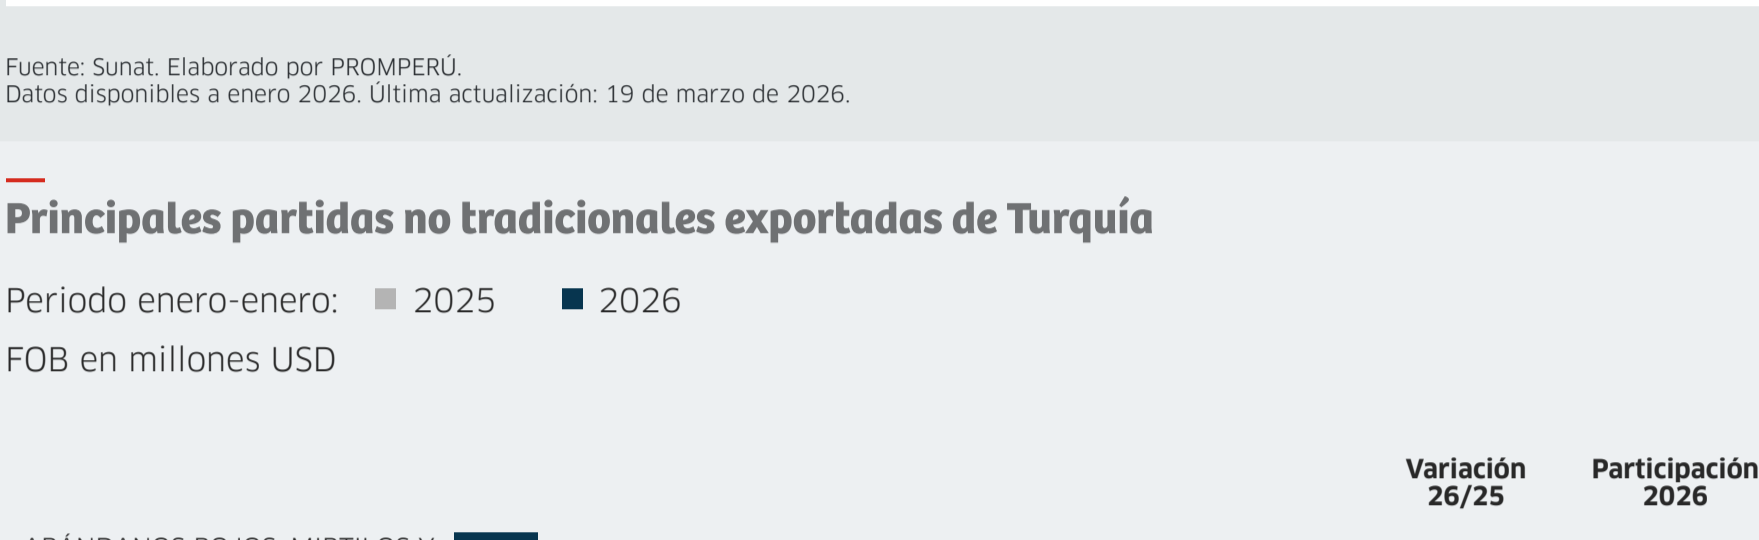 Fuente: Sunat. Elaborado por PROMPERÚ.
Datos disponibles a enero 2026. Última actualización: 19 de marzo de 2026.
Principales partidas no tradicionales exportadas de Turquía
Periodo enero-enero: 2025 2026
FOB en millones USD
Variación Participación
26/25 2026